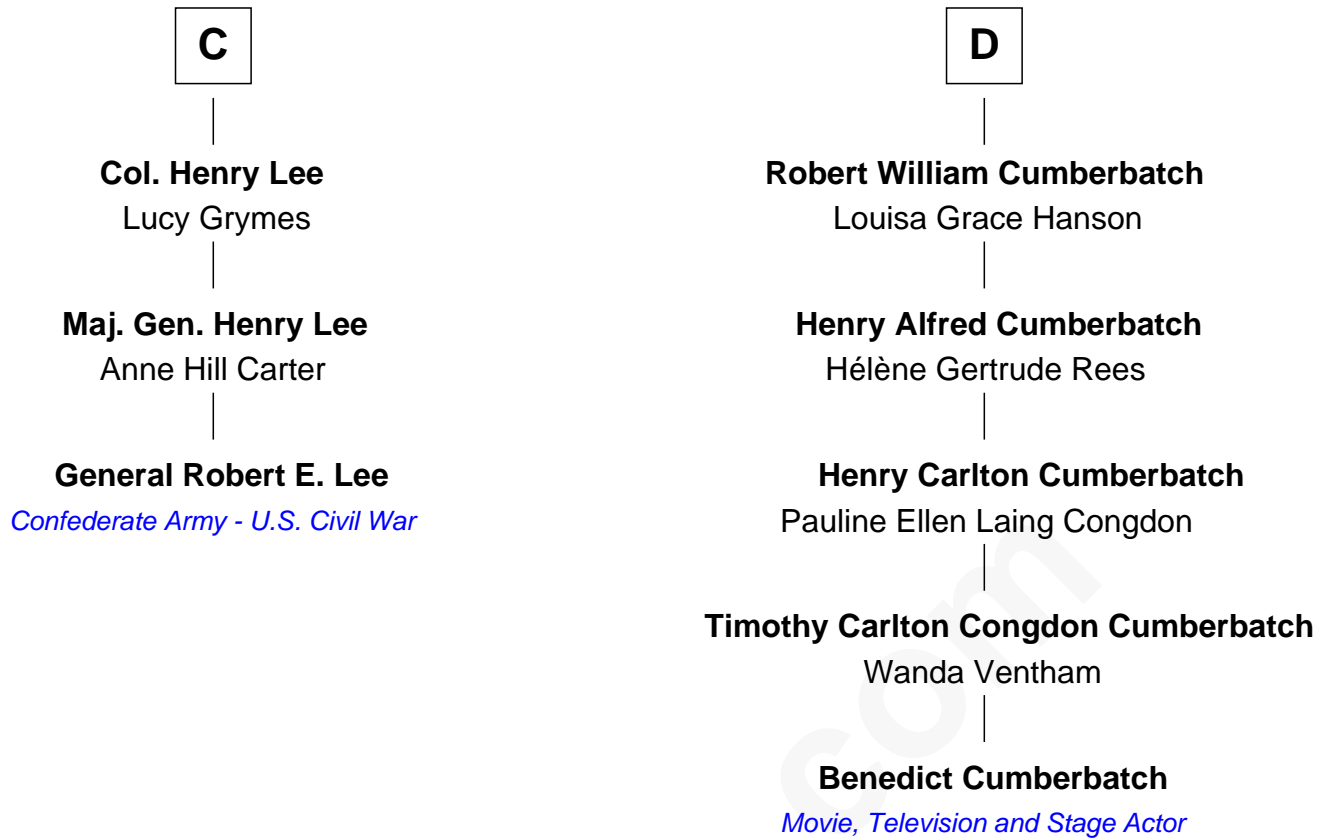 C
Col. Henry Lee
Lucy Grymes
Maj. Gen. Henry Lee
Anne Hill Carter
General Robert E. Lee
Confederate Army - U.S. Civil War
D
Robert William Cumberbatch
Louisa Grace Hanson
Henry Alfred Cumberbatch
Hélène Gertrude Rees
Henry Carlton Cumberbatch
Pauline Ellen Laing Congdon
Timothy Carlton Congdon Cumberbatch
Wanda Ventham
Benedict Cumberbatch
Movie, Television and Stage Actor
com